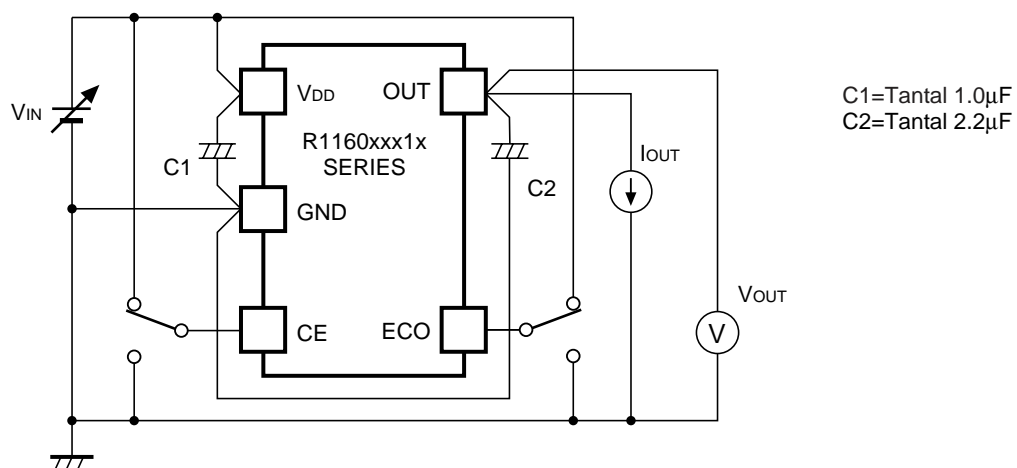 VDD
OUT
C1=Tantal 1.0μF
C2=Tantal 2.2μF
VIN
R1160xxx1x
SERIES
C1
IOUT
C2
GND
VOUT
CE
ECO
V